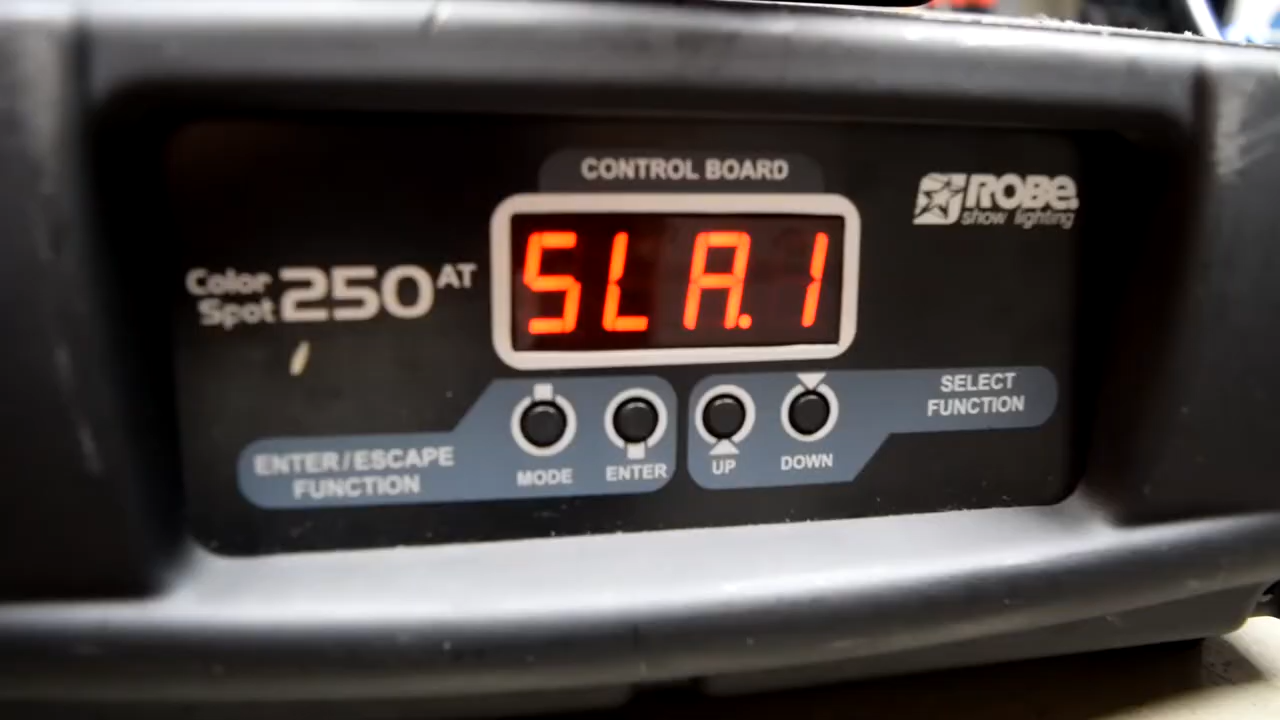 CONTROL BOARD
ROBE
show lighting
SLA.1
Color
Spot 250 AT
SELECT
FUNCTION
ENTER/ESCAPE
FUNCTION
MODE
ENTER
UP
DOWN